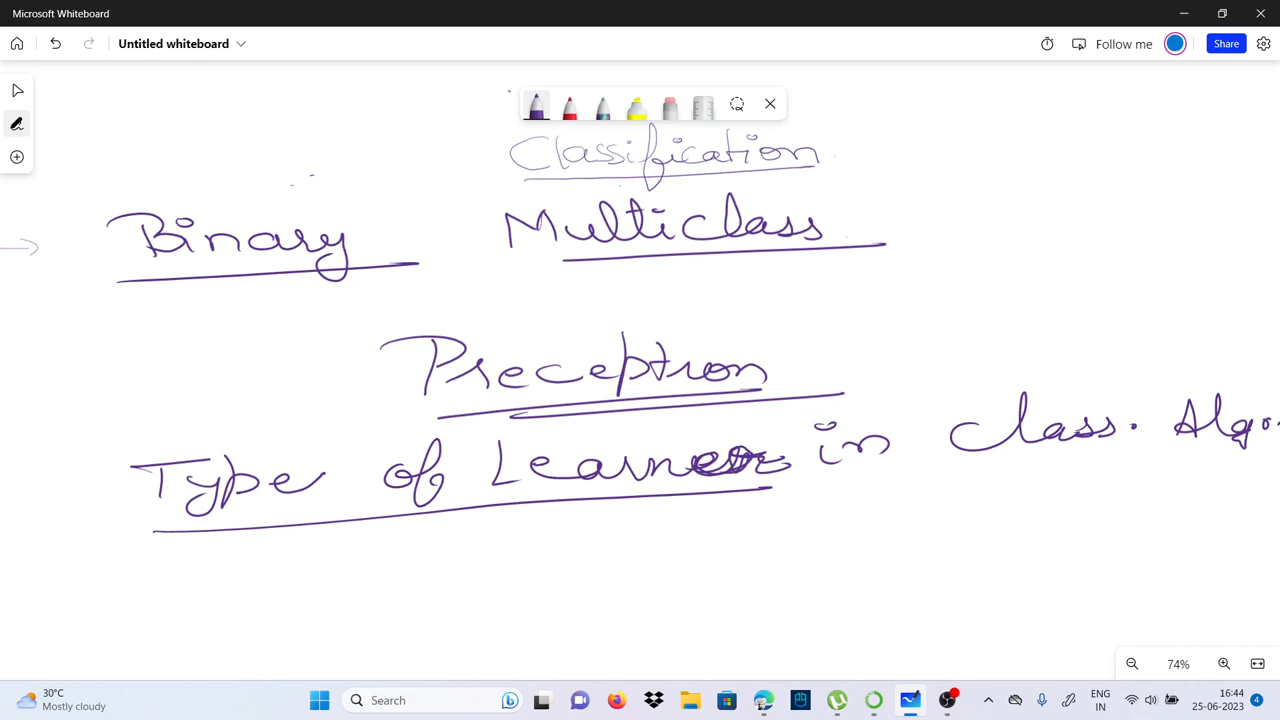 Microsoft Whiteboard
Untitled whiteboard
Follow me
Share
Classification
Binary Multiclass
Preceptron
Type of Learner in Class. Algo.
74%
30°C
Mostly cloudy
Search
ENG
IN
16:44
25-06-2023
4